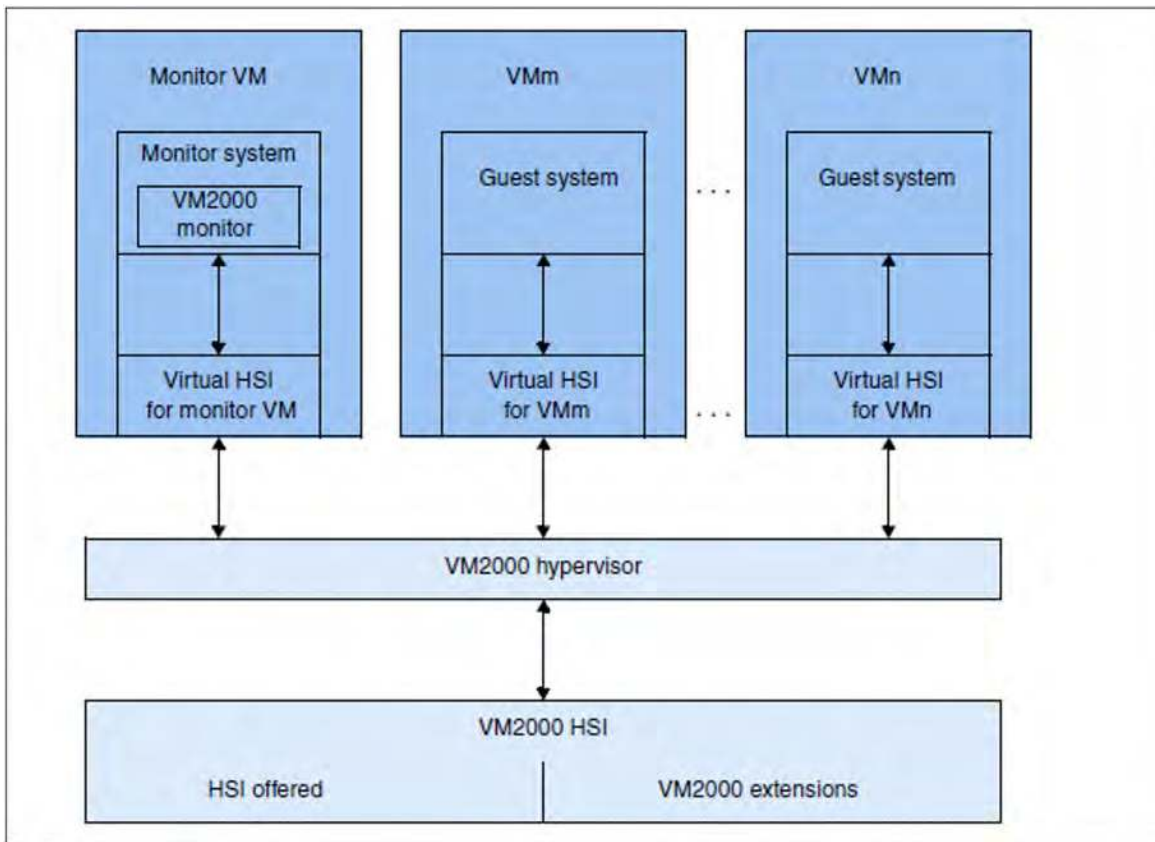 Monitor VM
Monitor system
VM2000
monitor
Virtual HSI
for monitor VM
VMm
Guest system
Virtual HSI
for VMm
. . .
. . .
VMn
Guest system
Virtual HSI
for VMn
VM2000 hypervisor
VM2000 HSI
HSI offered
VM2000 extensions